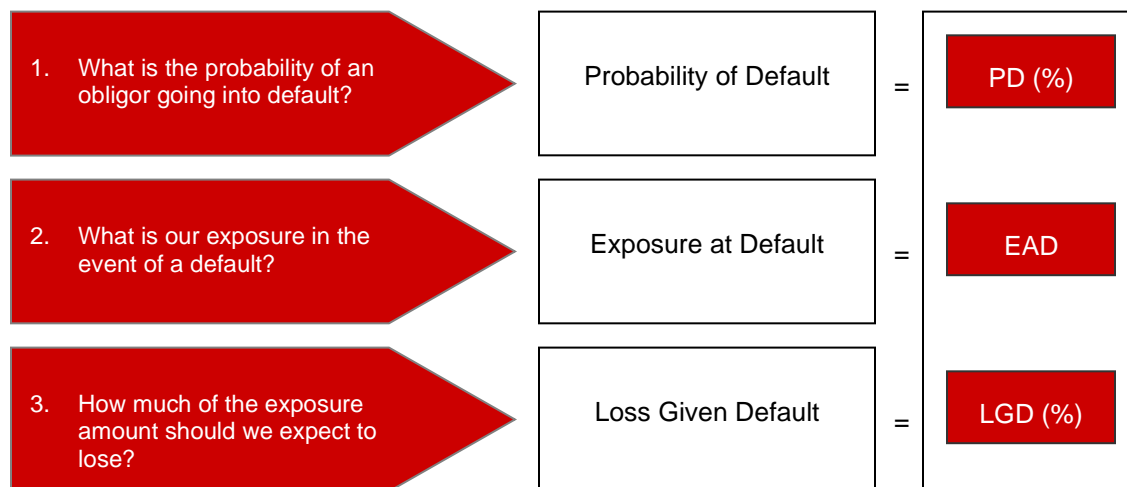 1. What is the probability of an
obligor going into default?
Probability of Default
=
PD (%)
2. What is our exposure in the
event of a default?
Exposure at Default
=
EAD
3. How much of the exposure
amount should we expect to
lose?
Loss Given Default
=
LGD (%)